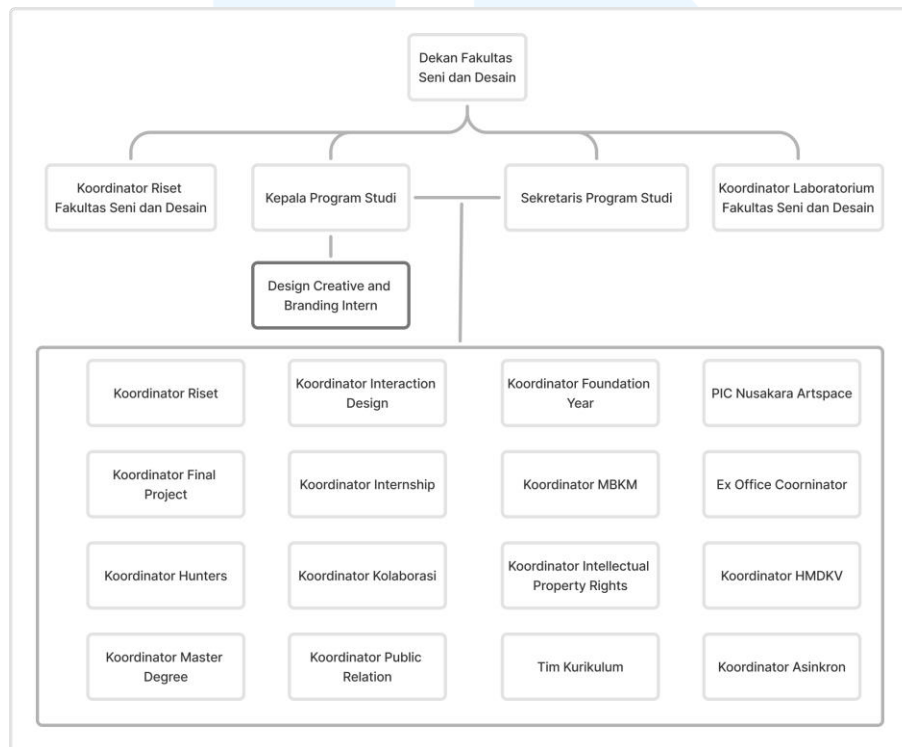 Dekan Fakultas
Seni dan Desain
Koordinator Riset
Fakultas Seni dan Desain
Kepala Program Studi
Sekretaris Program Studi
Koordinator Laboratorium
Fakultas Seni dan Desain
Design Creative and
Branding Intern
Koordinator Riset
Koordinator Interaction
Design
Koordinator Foundation
Year
PIC Nusakara Artspace
Koordinator Final
Project
Koordinator Internship
Koordinator MBKM
Ex Office Coorninator
Koordinator Hunters
Koordinator Kolaborasi
Koordinator Intellectual
Property Rights
Koordinator HMDKV
Koordinator Master
Degree
Koordinator Public
Relation
Tim Kurikulum
Koordinator Asinkron